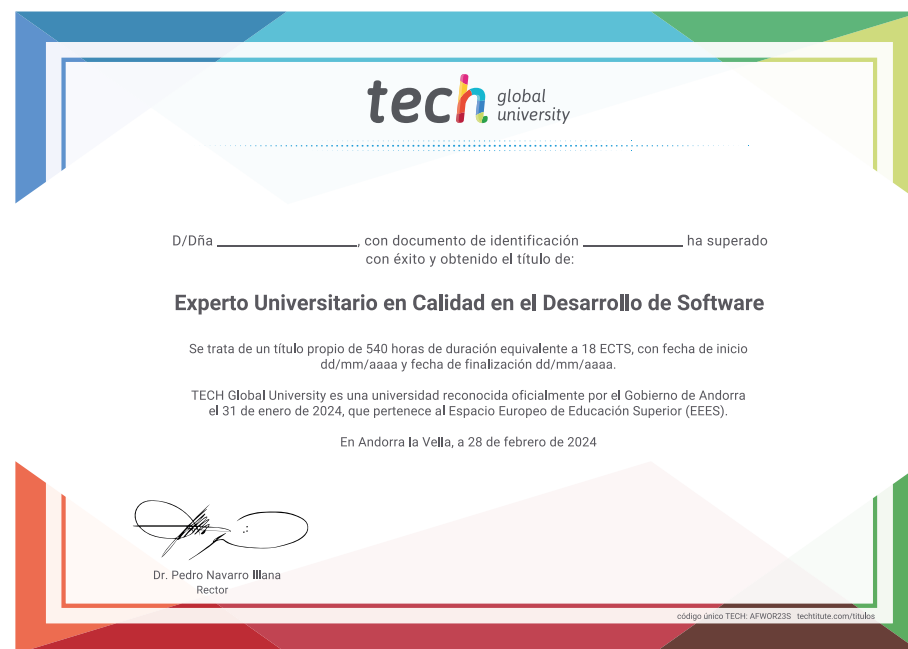 tech global
university
D/Dña ____________________, con documento de identificación ______________ ha superado
con éxito y obtenido el título de:
Experto Universitario en Calidad en el Desarrollo de Software
Se trata de un título propio de 540 horas de duración equivalente a 18 ECTS, con fecha de inicio
dd/mm/aaaa y fecha de finalización dd/mm/aaaa.
TECH Global University es una universidad reconocida oficialmente por el Gobierno de Andorra
el 31 de enero de 2024, que pertenece al Espacio Europeo de Educación Superior (EEES).
En Andorra la Vella, a 28 de febrero de 2024
Dr. Pedro Navarro Illana
Rector
código único TECH: AFWOR23S techtitute.com/titulos